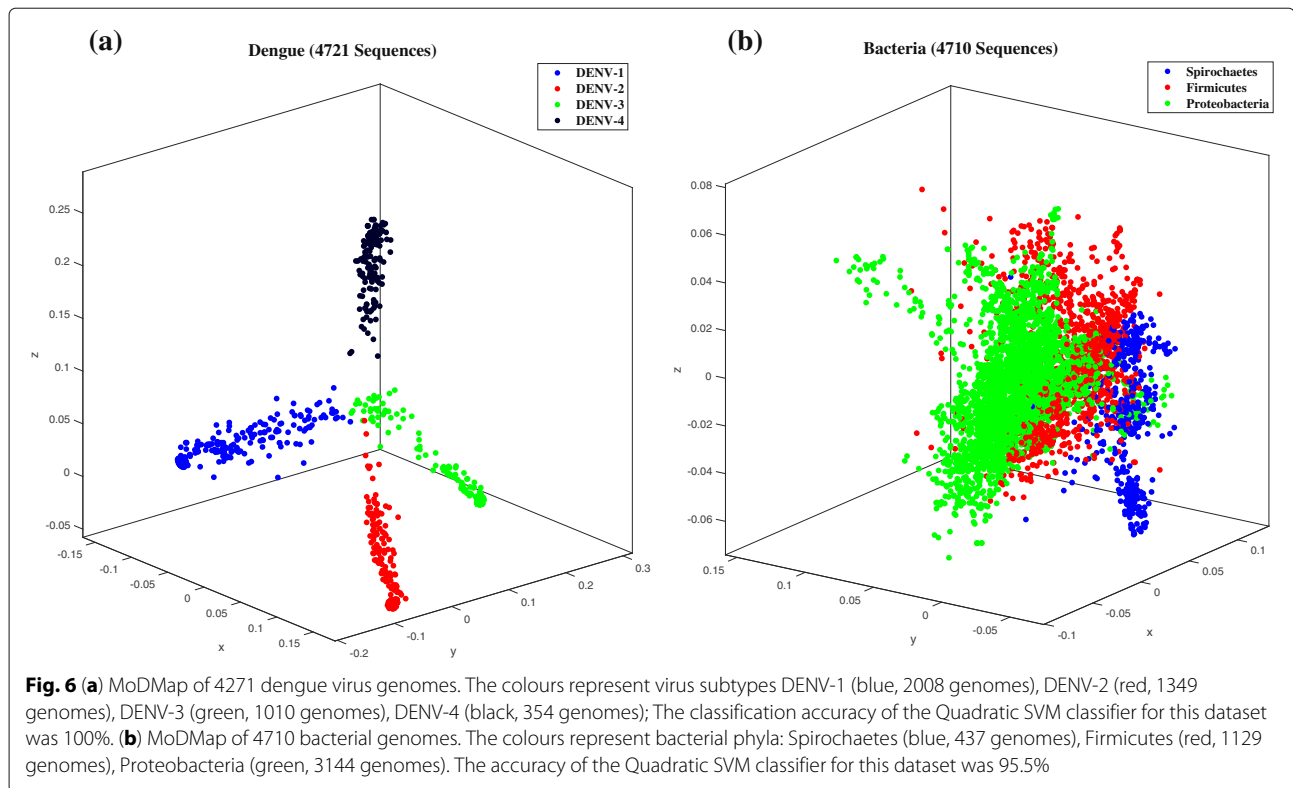 (a)
Dengue (4721 Sequences)
DENV-1
DENV-2
DENV-3
DENV-4
0.25
0.2
0.15
0.1
0.05
0
-0.05
z
-0.15
-0.1
-0.05
0
0.05
0.1
0.15
x
-0.2
-0.1
0
0.1
0.2
0.3
y
(b)
Bacteria (4710 Sequences)
Spirochaetes
Firmicutes
Proteobacteria
0.08
0.06
0.04
0.02
0
-0.02
-0.04
-0.06
z
0.15
0.1
0.05
0
-0.05
y
-0.1
-0.05
0
0.05
0.1
x
Fig. 6 (a) MoDMap of 4271 dengue virus genomes. The colours represent virus subtypes DENV-1 (blue, 2008 genomes), DENV-2 (red, 1349
genomes), DENV-3 (green, 1010 genomes), DENV-4 (black, 354 genomes); The classification accuracy of the Quadratic SVM classifier for this dataset
was 100%. (b) MoDMap of 4710 bacterial genomes. The colours represent bacterial phyla: Spirochaetes (blue, 437 genomes), Firmicutes (red, 1129
genomes), Proteobacteria (green, 3144 genomes). The accuracy of the Quadratic SVM classifier for this dataset was 95.5%